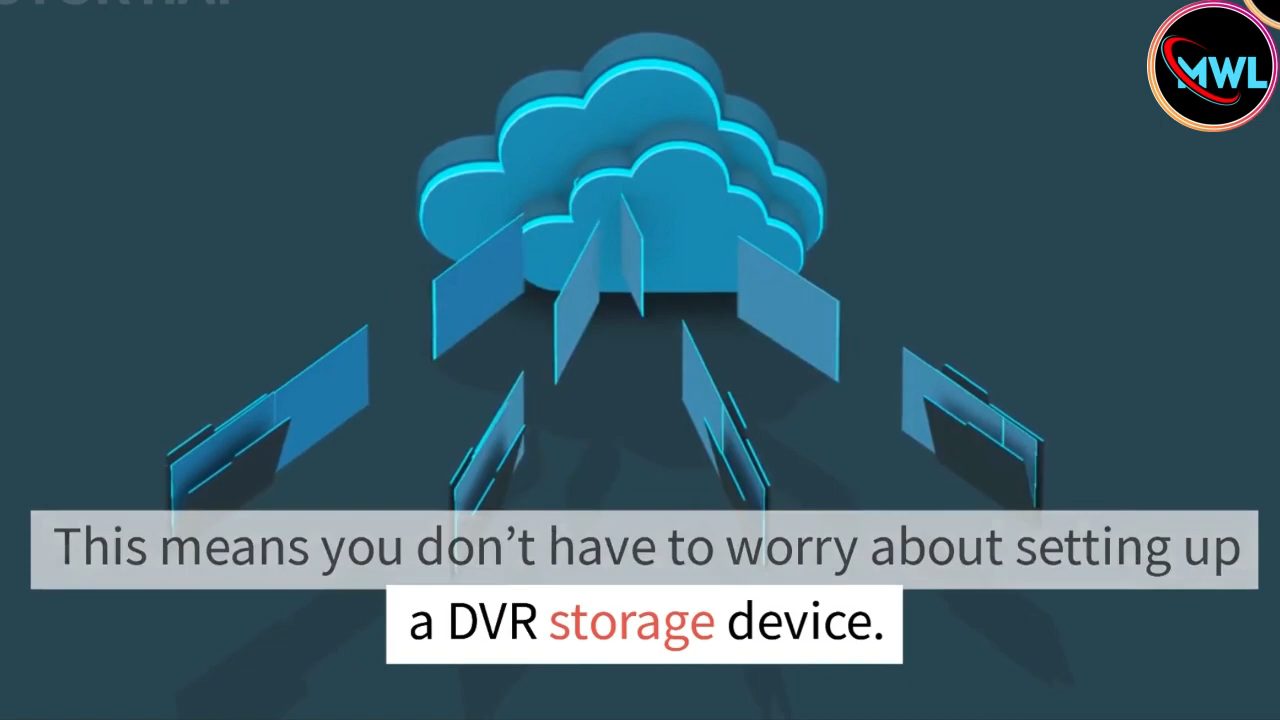 MWL
This means you don’t have to worry about setting up
a DVR storage device.